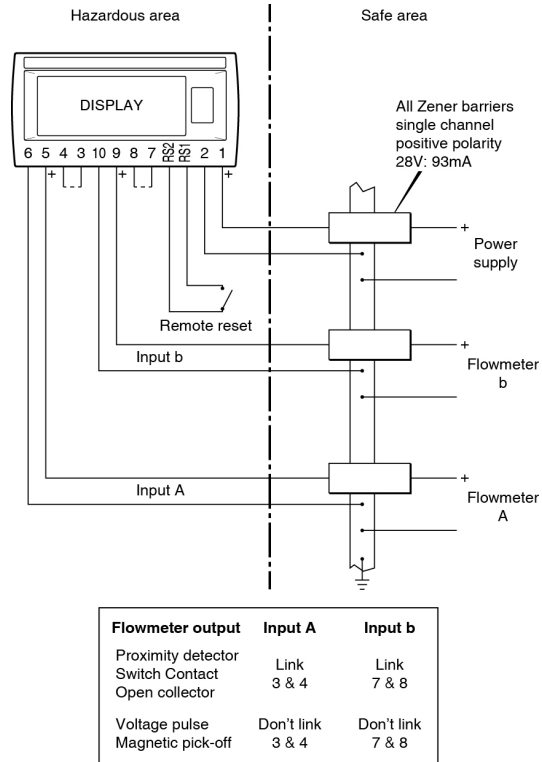 Hazardous area
Safe area
DISPLAY
6 5 4 3 10 9 8 7 RS2 RS1 2 1
+ + +
All Zener barriers
single channel
positive polarity
28V: 93mA
+
Power
supply
Remote reset
Input b
+
Flowmeter
b
Input A
+
Flowmeter
A
Flowmeter output Input A Input b
Proximity detector
Switch Contact
Open collector
Link
3 & 4
Link
7 & 8
Voltage pulse
Magnetic pick-off
Don't link
3 & 4
Don't link
7 & 8